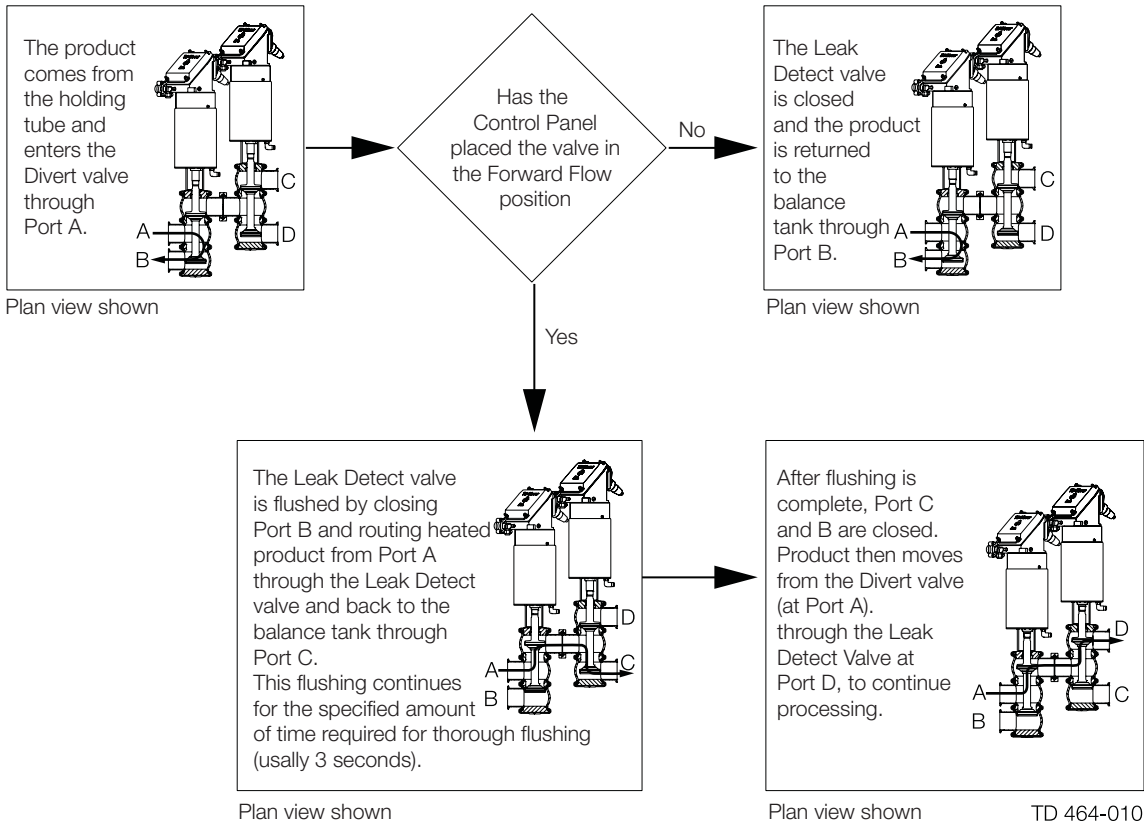 The product
comes from
the holding
tube and
enters the
Divert valve
through
Port A.
A
B
C
D
Plan view shown
Has the
Control Panel
placed the valve in
the Forward Flow
position
No
The Leak
Detect valve
is closed
and the product
is returned
to the
balance
tank through
Port B.
A
B
C
D
Plan view shown
Yes
The Leak Detect valve
is flushed by closing
Port B and routing heated
product from Port A
through the Leak Detect
valve and back to the
balance tank through
Port C.
This flushing continues
for the specified amount
of time required for thorough flushing
(usally 3 seconds).
D
A
C
B
Plan view shown
After flushing is
complete, Port C
and B are closed.
Product then moves
from the Divert valve
(at Port A).
through the Leak
Detect Valve at
Port D, to continue
processing.
D
A
C
B
Plan view shown
TD 464-010